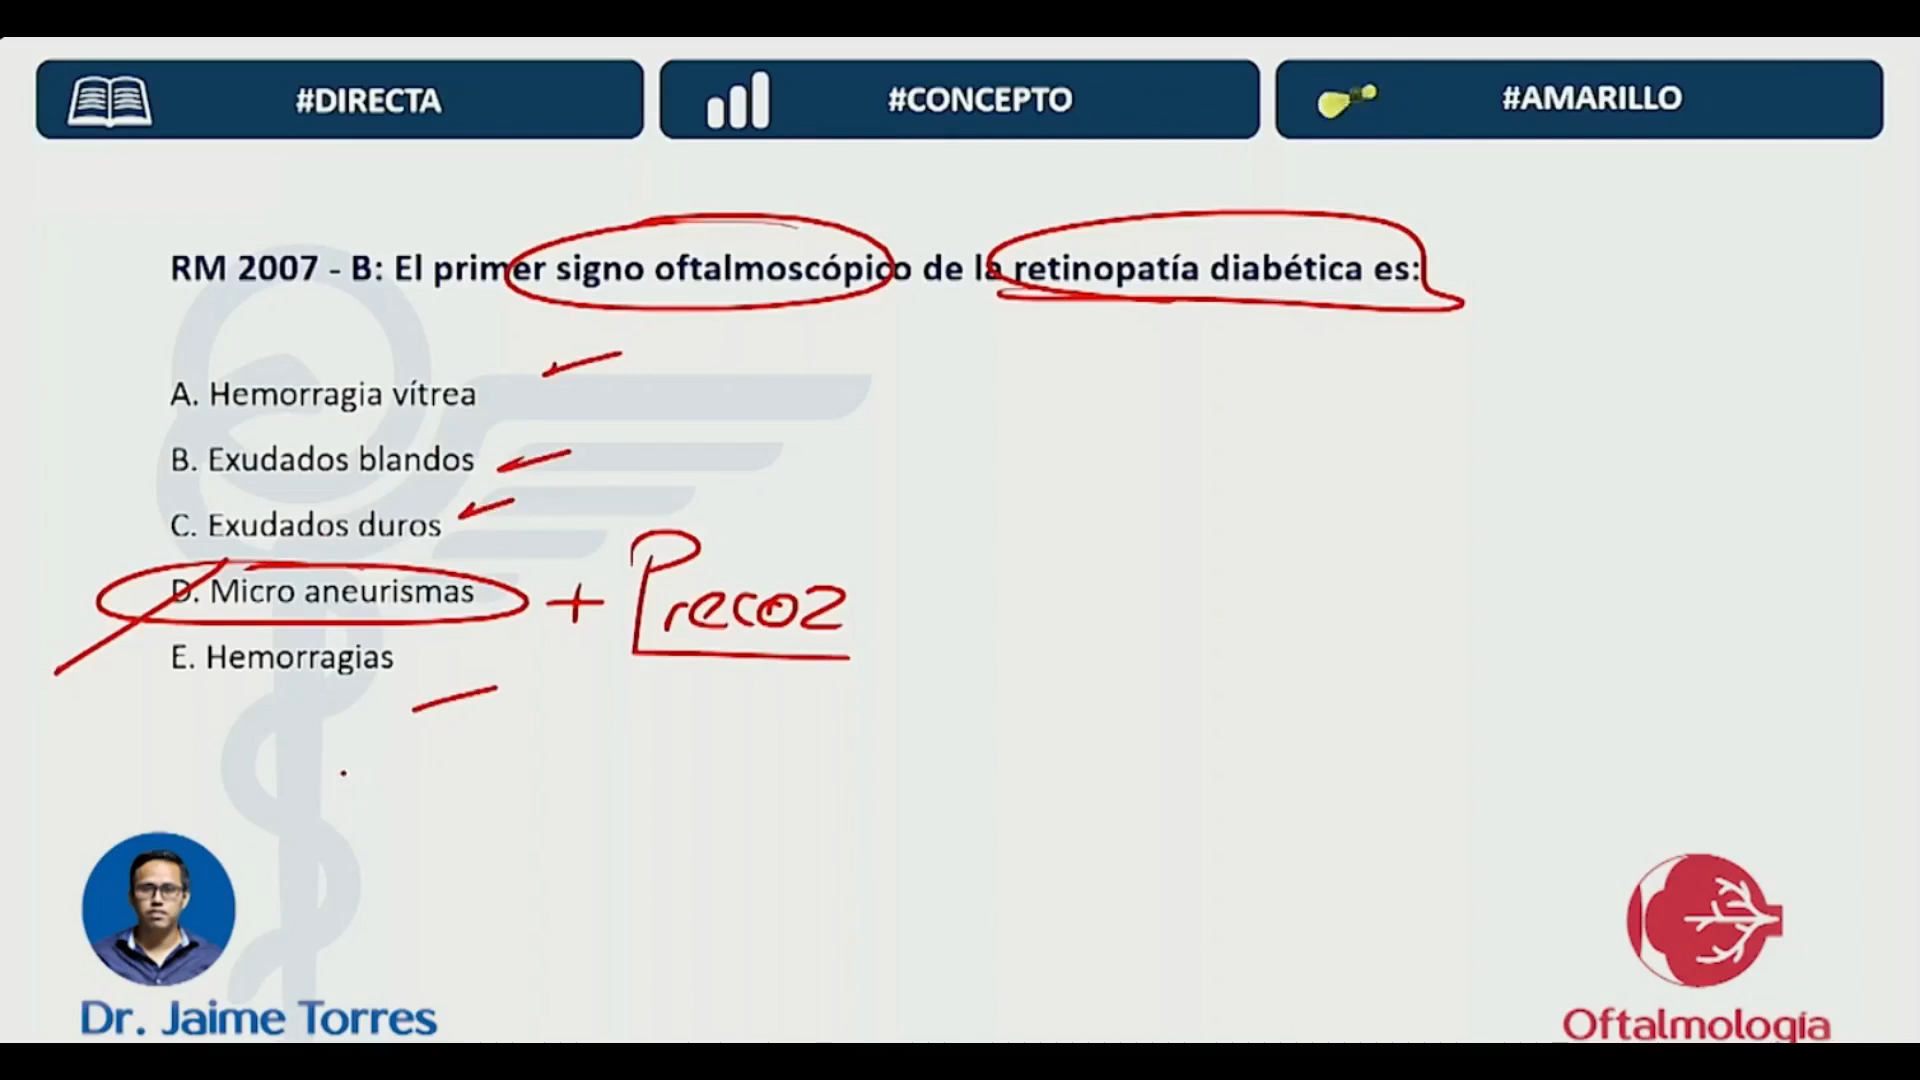 #DIRECTA
#CONCEPTO
#AMARILLO
RM 2007 - B: El primer signo oftalmoscópico de la retinopatía diabética es:
A. Hemorragia vítrea
B. Exudados blandos
C. Exudados duros
D. Micro aneurismas + Precoz
E. Hemorragias
Dr. Jaime Torres
Oftalmología